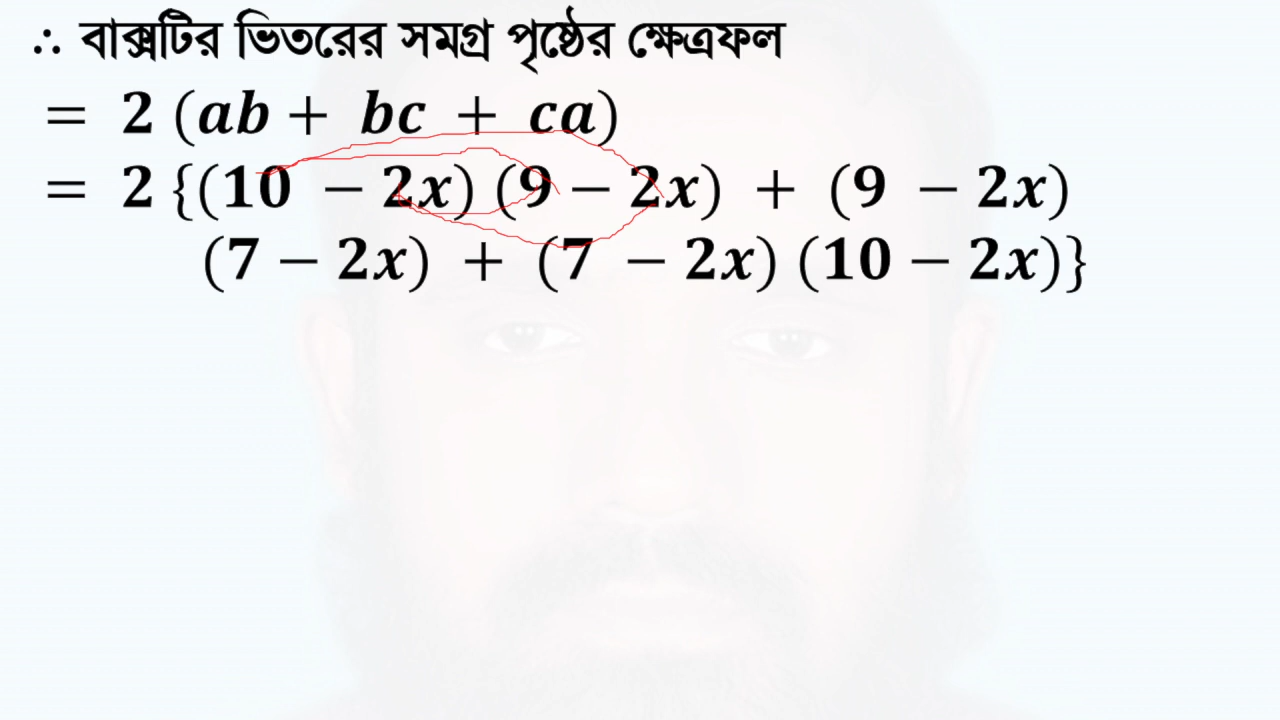 ∴ বাক্সটির ভিতরের সমগ্র পৃষ্ঠের ক্ষেত্রফল
= 2 (ab + bc + ca)
= 2 {(10 − 2x) (9 − 2x) + (9 − 2x)
(7 − 2x) + (7 − 2x) (10 − 2x)}